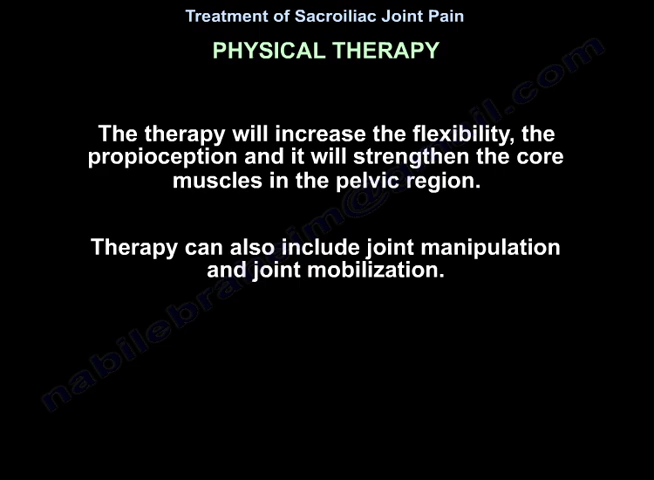 Treatment of Sacroiliac Joint Pain
PHYSICAL THERAPY
The therapy will increase the flexibility, the
propioception and it will strengthen the core
muscles in the pelvic region.
Therapy can also include joint manipulation
and joint mobilization.